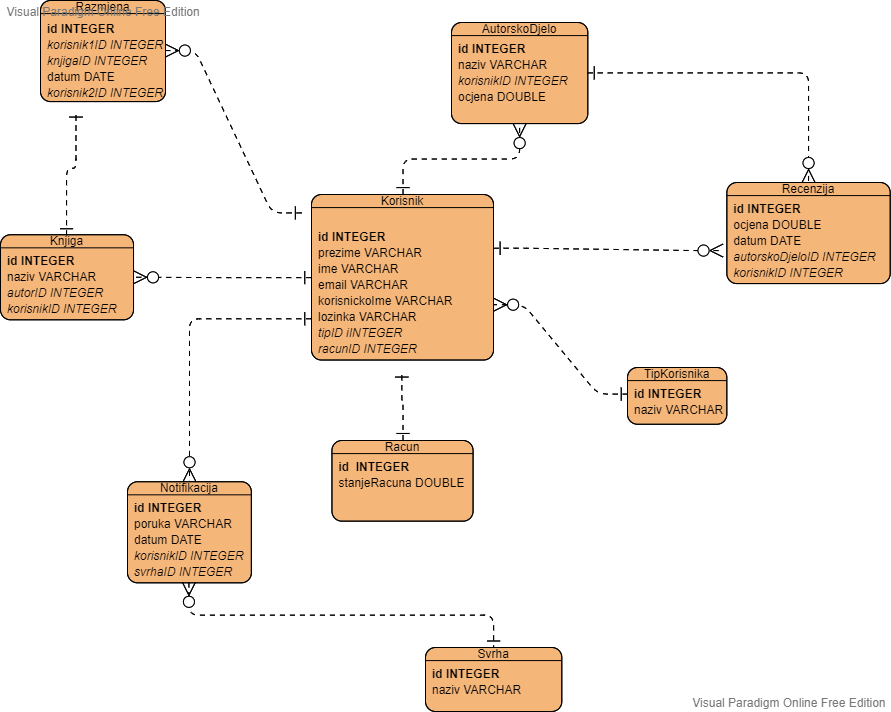 Visual Paradigm Online Free Edition
Razmjena
id INTEGER
korisnik1ID INTEGER
knjigaID INTEGER
datum DATE
korisnik2ID INTEGER
AutorskoDjelo
id INTEGER
naziv VARCHAR
korisnikID INTEGER
ocjena DOUBLE
Recenzija
id INTEGER
ocjena DOUBLE
datum DATE
autorskoDjeloID INTEGER
korisnikID INTEGER
Korisnik
id INTEGER
prezime VARCHAR
ime VARCHAR
email VARCHAR
korisnickoIme VARCHAR
lozinka VARCHAR
tipID iINTEGER
racunID INTEGER
Knjiga
id INTEGER
naziv VARCHAR
autorID INTEGER
korisnikID INTEGER
TipKorisnika
id INTEGER
naziv VARCHAR
Racun
id INTEGER
stanjeRacuna DOUBLE
Notifikacija
id INTEGER
poruka VARCHAR
datum DATE
korisnikID INTEGER
svrhaID INTEGER
Svrha
id INTEGER
naziv VARCHAR
Visual Paradigm Online Free Edition